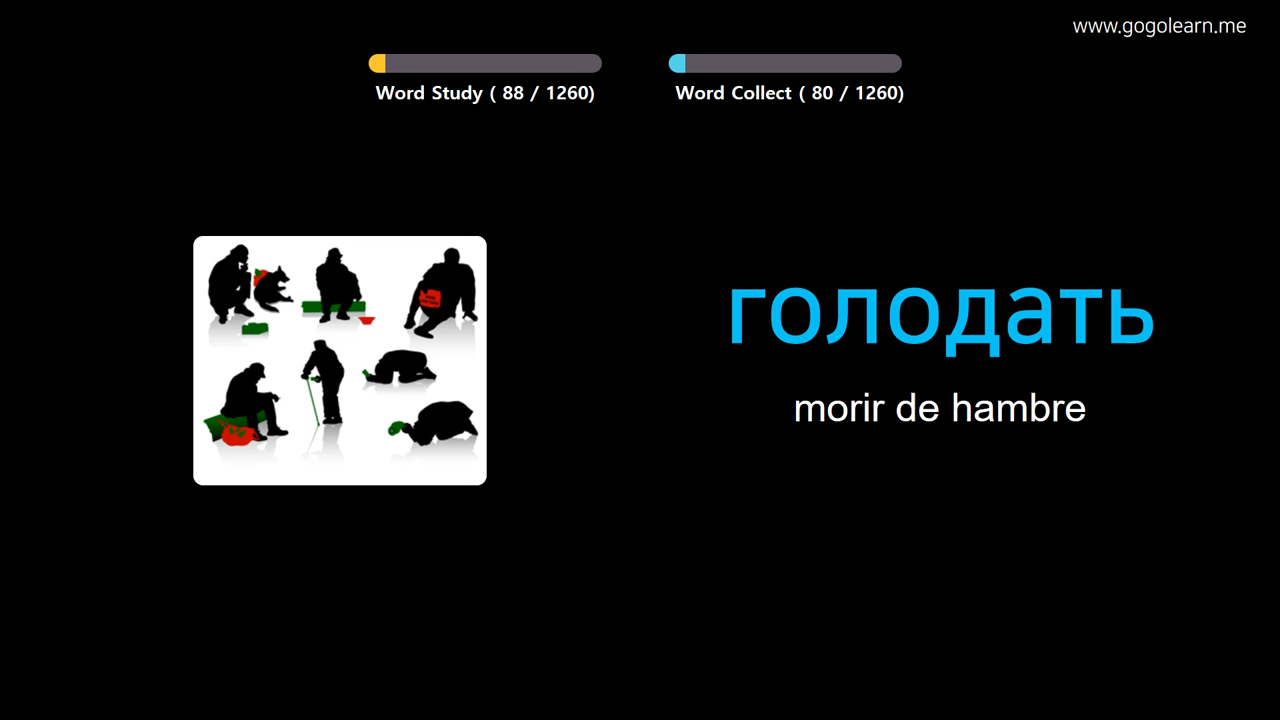 www.gogolearn.me
Word Study ( 88 / 1260)
Word Collect ( 80 / 1260)
голодать
morir de hambre